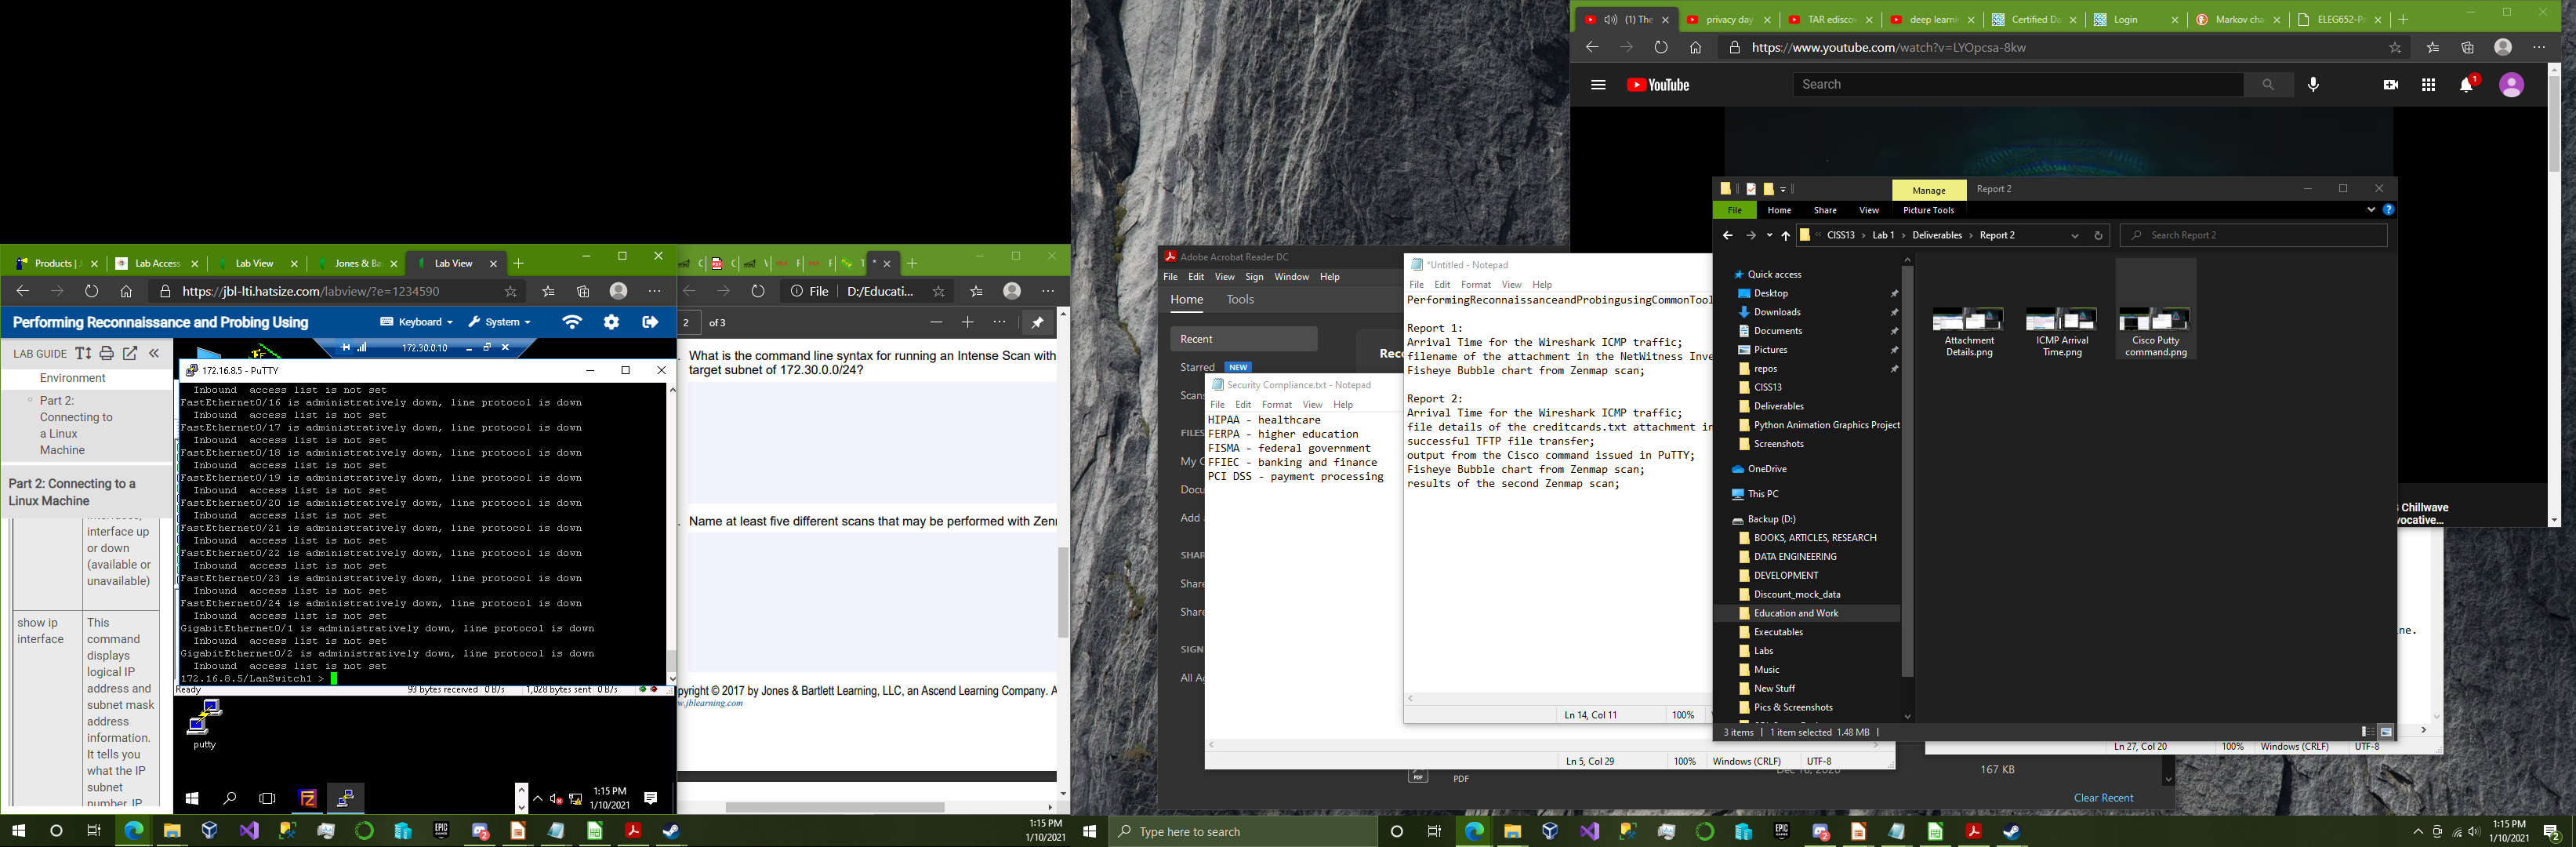 Products | J
Lab Access
Lab View
Jones & Ba
Lab View
https://jbl-lti.hatsize.com/labview/?e=1234590
Performing Reconnaissance and Probing Using
Keyboard
System
LAB GUIDE
Environment
Part 2:
Connecting to
a Linux
Machine
Part 2: Connecting to a
Linux Machine
interface up
or down
(available or
unavailable)
show ip
interface
This
command
displays
logical IP
address and
subnet mask
address
information.
It tells you
what the IP
subnet
number, IP
172.30.0.10
172.16.8.5 - PuTTY
Inbound  access list is not set
FastEthernet0/16 is administratively down, line protocol is down
Inbound  access list is not set
FastEthernet0/17 is administratively down, line protocol is down
Inbound  access list is not set
FastEthernet0/18 is administratively down, line protocol is down
Inbound  access list is not set
FastEthernet0/19 is administratively down, line protocol is down
Inbound  access list is not set
FastEthernet0/20 is administratively down, line protocol is down
Inbound  access list is not set
FastEthernet0/21 is administratively down, line protocol is down
Inbound  access list is not set
FastEthernet0/22 is administratively down, line protocol is down
Inbound  access list is not set
FastEthernet0/23 is administratively down, line protocol is down
Inbound  access list is not set
FastEthernet0/24 is administratively down, line protocol is down
Inbound  access list is not set
GigabitEthernet0/1 is administratively down, line protocol is down
Inbound  access list is not set
GigabitEthernet0/2 is administratively down, line protocol is down
Inbound  access list is not set
172.16.8.5/LanSwitch1 >
Ready 93 bytes received 0 B/s 1,028 bytes sent 0 B/s
putty
1:15 PM
1/10/2021
File D:/Educati...
2 of 3
What is the command line syntax for running an Intense Scan with
target subnet of 172.30.0.0/24?
Name at least five different scans that may be performed with Zenm
pyright © 2017 by Jones & Bartlett Learning, LLC, an Ascend Learning Company. A
w.jblearning.com
1:15 PM
1/10/2021
Adobe Acrobat Reader DC
File Edit View Sign Window Help
Home Tools
Recent
Starred NEW
Scans
FILES
My C
Docu
Add a
SHAR
Share
Share
SIGN
All Ag
Rec
PDF
Dec 16, 2020
167 KB
Clear Recent
Security Compliance.txt - Notepad
File Edit Format View Help
HIPAA - healthcare
FERPA - higher education
FISMA - federal government
FFIEC - banking and finance
PCI DSS - payment processing
Ln 5, Col 29 100% Windows (CRLF) UTF-8
*Untitled - Notepad
File Edit Format View Help
PerformingReconnaissanceandProbingusingCommonTool
Report 1:
Arrival Time for the Wireshark ICMP traffic;
filename of the attachment in the NetWitness Inve
Fisheye Bubble chart from Zenmap scan;
Report 2:
Arrival Time for the Wireshark ICMP traffic;
file details of the creditcards.txt attachment in
successful TFTP file transfer;
output from the Cisco command issued in PuTTY;
Fisheye Bubble chart from Zenmap scan;
results of the second Zenmap scan;
Ln 14, Col 11 100%
(1) The
privacy day
TAR edisco
deep learni
Certified Da
Login
Markov cha
ELEG652-Pr
https://www.youtube.com/watch?v=LYOpcsa-8kw
YouTube
Search
1
Manage
Report 2
File Home Share View Picture Tools
CISS13 > Lab 1 > Deliverables > Report 2
Search Report 2
Quick access
Desktop
Downloads
Documents
Pictures
repos
CISS13
Deliverables
Python Animation Graphics Project
Screenshots
OneDrive
This PC
Backup (D:)
BOOKS, ARTICLES, RESEARCH
DATA ENGINEERING
DEVELOPMENT
Discount_mock_data
Education and Work
Executables
Labs
Music
New Stuff
Pics & Screenshots
Attachment
Details.png
ICMP Arrival
Time.png
Cisco Putty
command.png
3 items 1 item selected 1.48 MB
Chillwave
vocative...
ne.
Ln 27, Col 20 100% Windows (CRLF) UTF-8
Type here to search
1:15 PM
1/10/2021
2